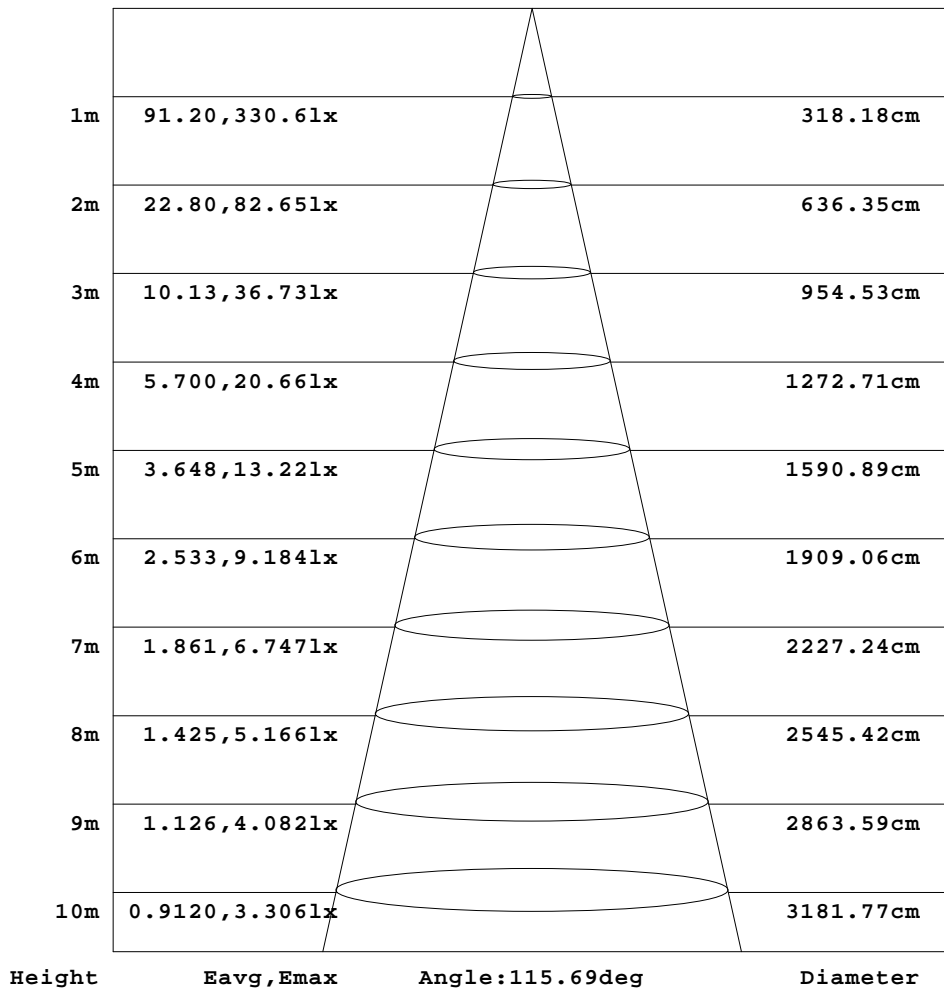 1m 91.20,330.6lx 318.18cm
2m 22.80,82.65lx 636.35cm
3m 10.13,36.73lx 954.53cm
4m 5.700,20.66lx 1272.71cm
5m 3.648,13.22lx 1590.89cm
6m 2.533,9.184lx 1909.06cm
7m 1.861,6.747lx 2227.24cm
8m 1.425,5.166lx 2545.42cm
9m 1.126,4.082lx 2863.59cm
10m 0.9120,3.306lx 3181.77cm
Height Eavg,Emax Angle:115.69deg Diameter